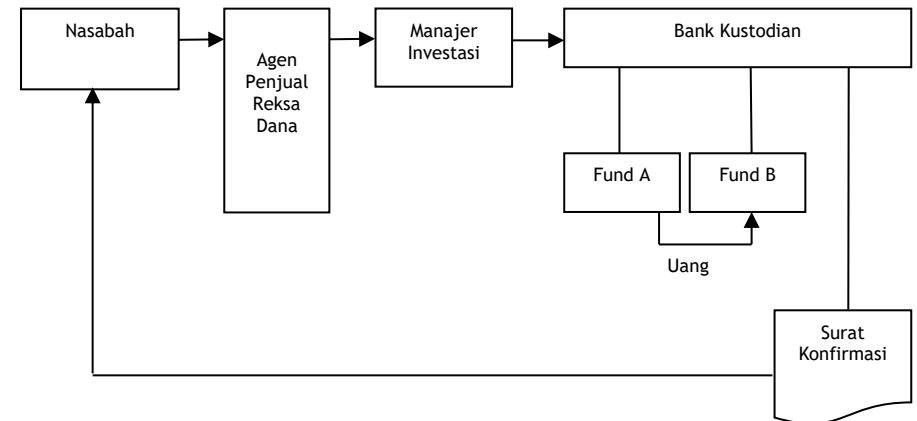 Nasabah
Agen
Penjual
Reksa
Dana
Manajer
Investasi
Bank Kustodian
Fund A
Fund B
Uang
Surat
Konfirmasi